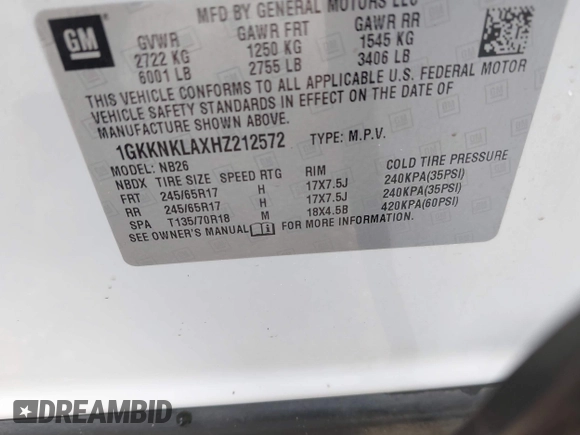 MFD BY GENERAL MOTORS LLC
GM
GVWR GAWR FRT GAWR RR
2722 KG 1250 KG 1545 KG
6001 LB 2755 LB 3406 LB
THIS VEHICLE CONFORMS TO ALL APPLICABLE U.S. FEDERAL MOTOR
VEHICLE SAFETY STANDARDS IN EFFECT ON THE DATE OF
MANUFACTURE SHOWN ABOVE.
1GKKNKLAXHZ212572 TYPE: M.P.V.
MODEL: NB26
NBDX TIRE SIZE SPEED RTG RIM COLD TIRE PRESSURE
FRT 245/65R17 H 17X7.5J 240KPA(35PSI)
RR 245/65R17 H 17X7.5J 240KPA(35PSI)
SPA T135/70R18 M 18X4.5B 420KPA(60PSI)
SEE OWNER'S MANUAL
DREAMBID